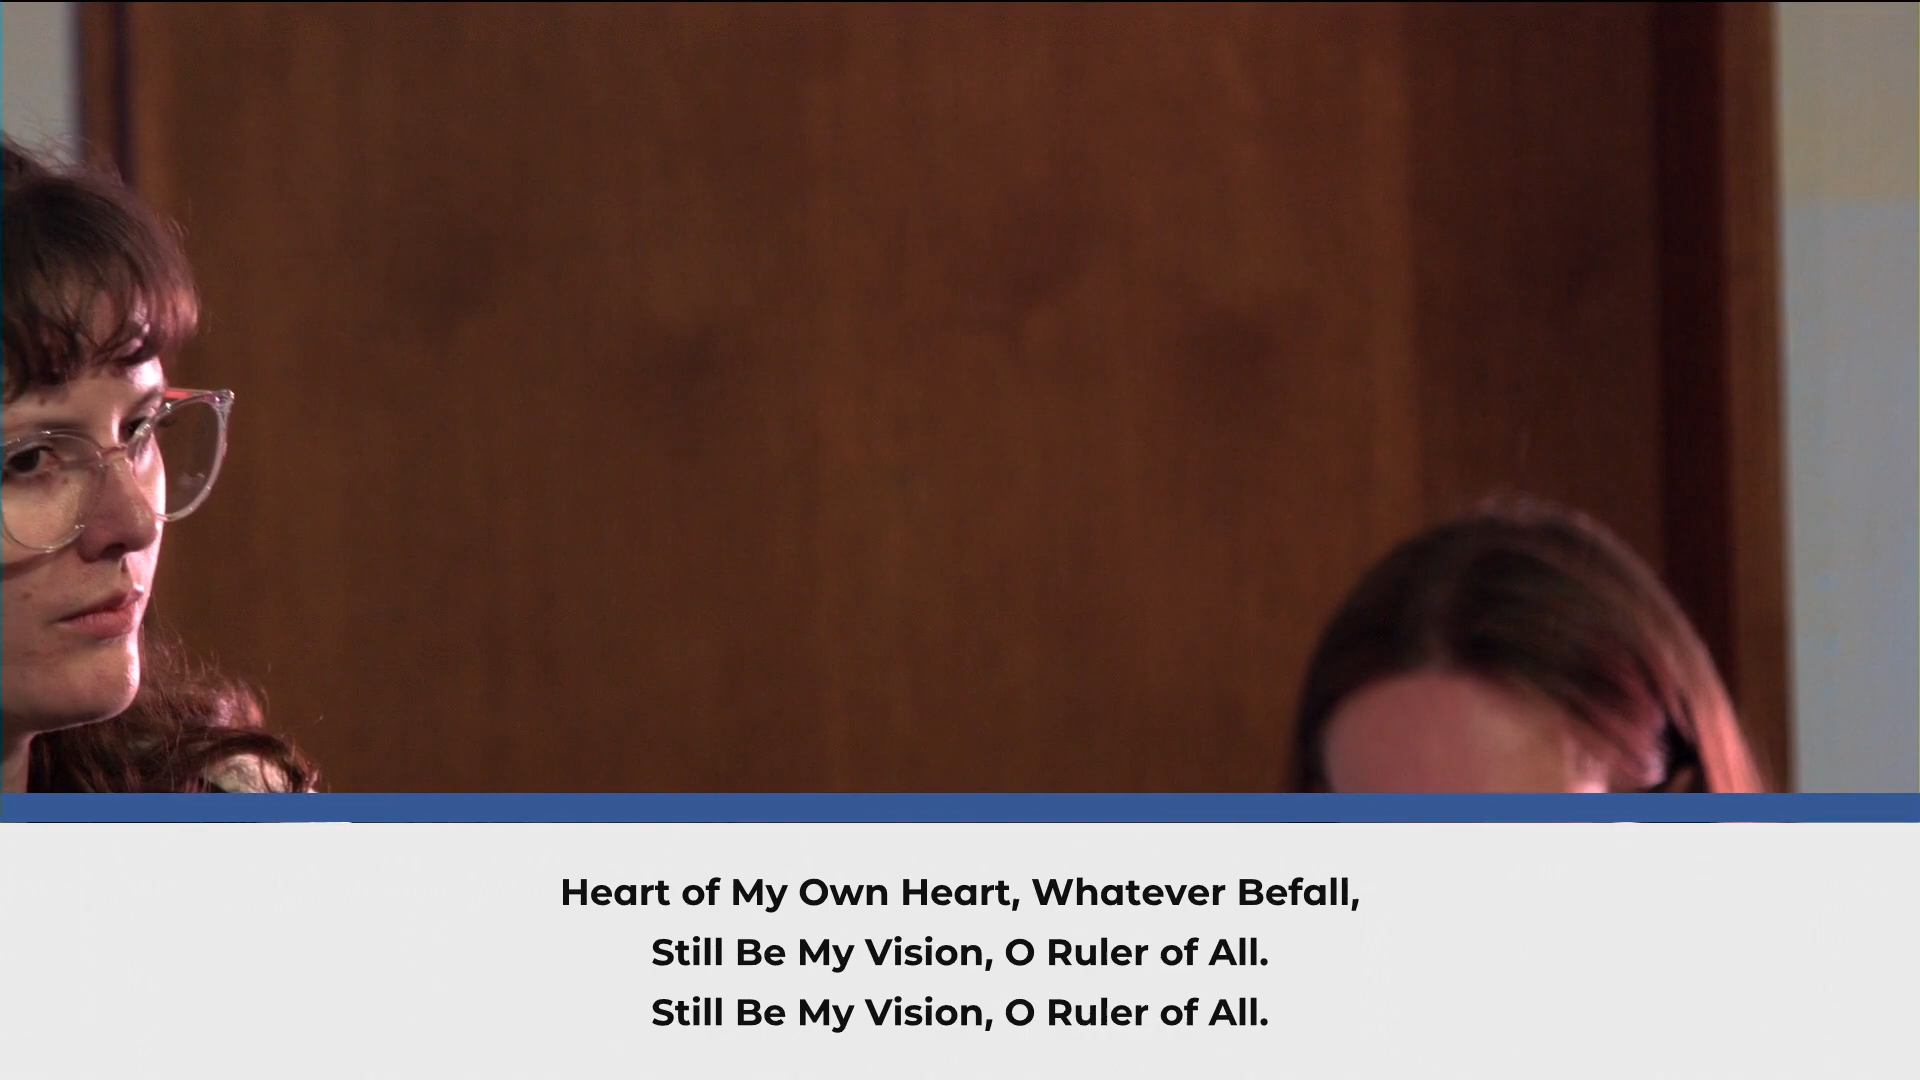 Heart of My Own Heart, Whatever Befall,
Still Be My Vision, O Ruler of All.
Still Be My Vision, O Ruler of All.